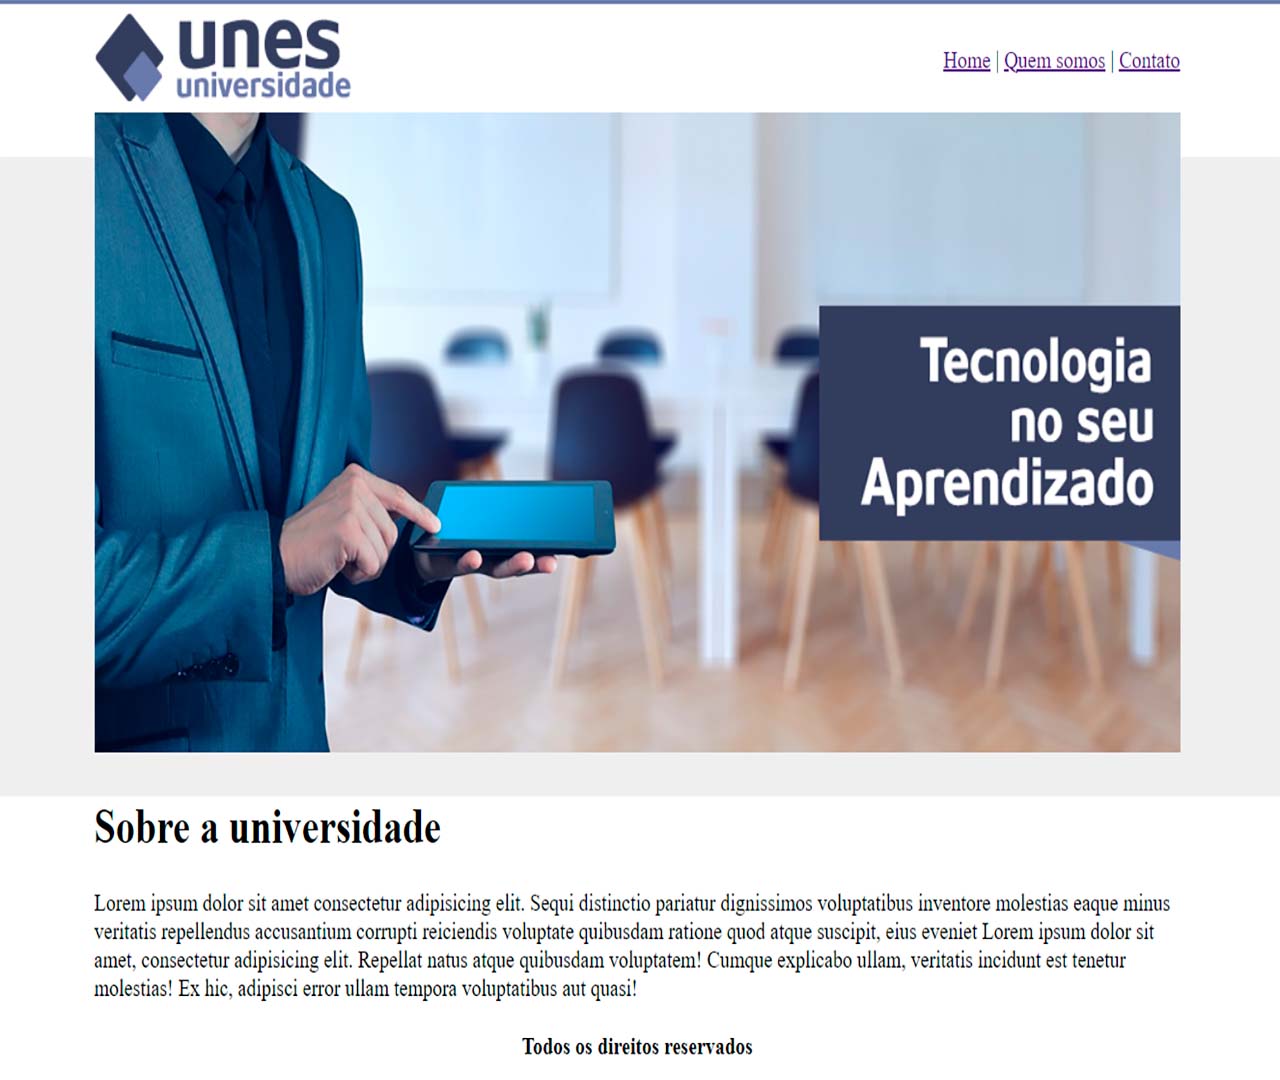 unes
universidade
Home | Quem somos | Contato
Tecnologia
no seu
Aprendizado
Sobre a universidade
Lorem ipsum dolor sit amet consectetur adipisicing elit. Sequi distinctio pariatur dignissimos voluptatibus inventore molestias eaque minus
veritatis repellendus accusantium corrupti reiciendis voluptate quibusdam ratione quod atque suscipit, eius eveniet Lorem ipsum dolor sit
amet, consectetur adipisicing elit. Repellat natus atque quibusdam voluptatem! Cumque explicabo ullam, veritatis incidunt est tenetur
molestias! Ex hic, adipisci error ullam tempora voluptatibus aut quasi!
Todos os direitos reservados